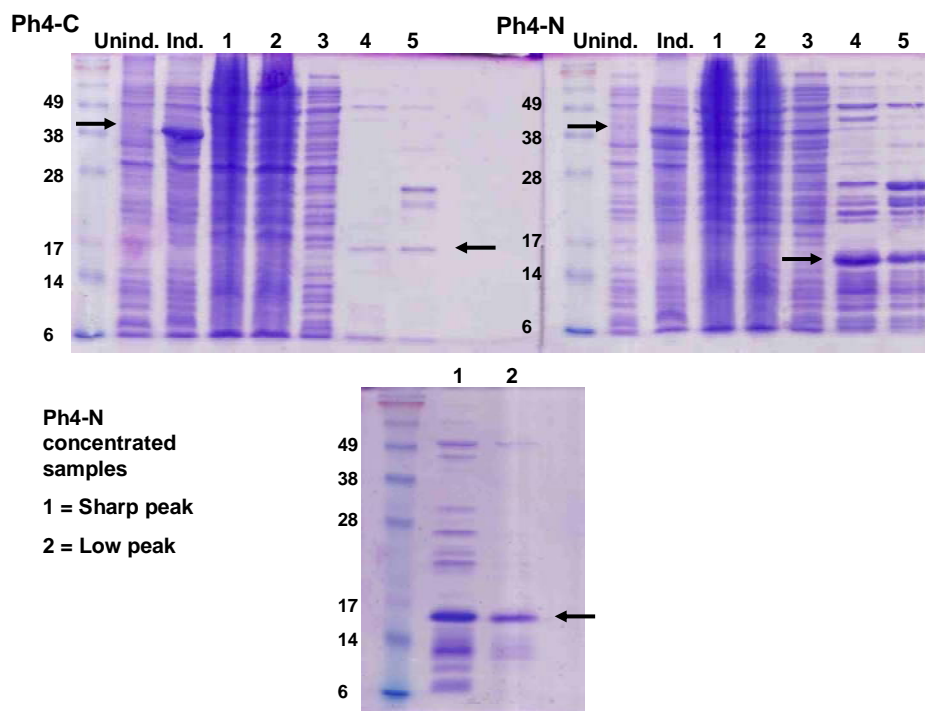 Ph4-C
Unind. Ind. 1 2 3 4 5
49
38
28
17
14
6
Ph4-N
Unind. Ind. 1 2 3 4 5
49
38
28
17
14
6
Ph4-N
concentrated
samples
1 = Sharp peak
2 = Low peak
1 2
49
38
28
17
14
6